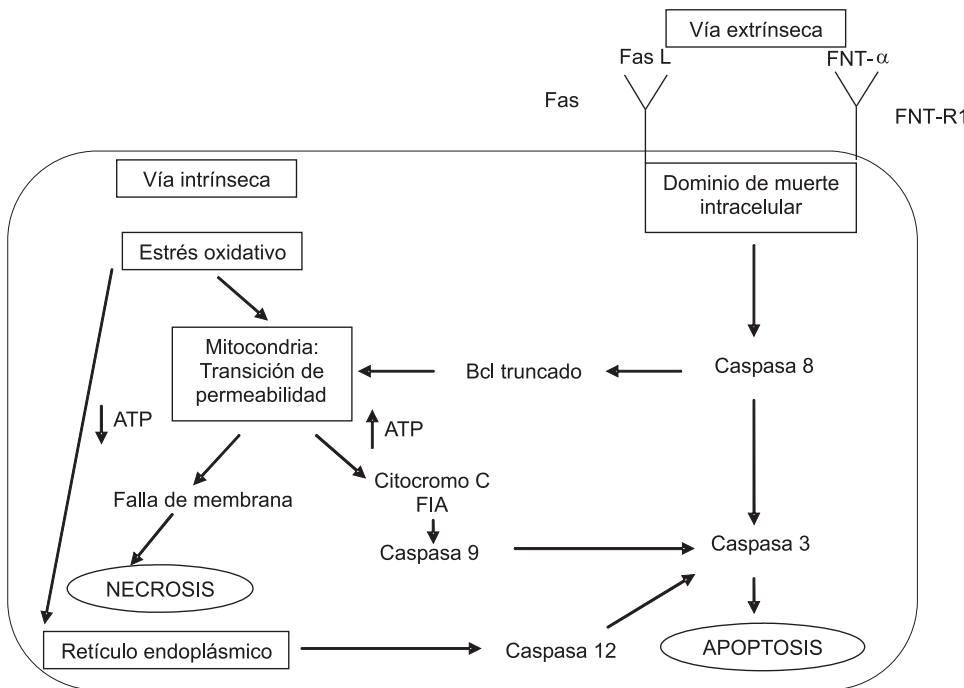 Vía extrínseca
Fas L
FNT-α
Fas
FNT-R1
Vía intrínseca
Dominio de muerte
intracelular
Estrés oxidativo
Mitocondria:
Transición de
permeabilidad
Bcl truncado
Caspasa 8
ATP
ATP
Citocromo C
FIA
Falla de membrana
Caspasa 9
Caspasa 3
NECROSIS
Retículo endoplásmico
Caspasa 12
APOPTOSIS